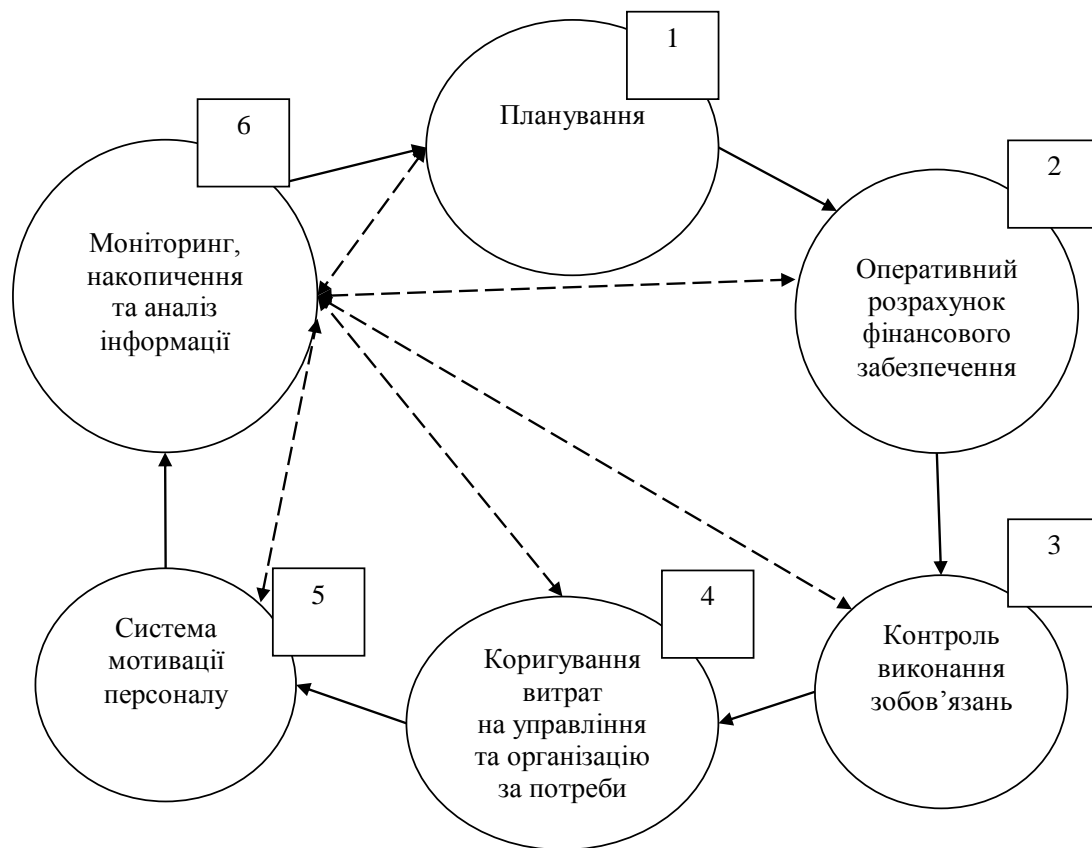 1
Планування
2
Оперативний
розрахунок
фінансового
забезпечення
3
Контроль
виконання
зобов’язань
4
Коригування
витрат
на управління
та організацію
за потреби
5
Система
мотивації
персоналу
6
Моніторинг,
накопичення
та аналіз
інформації